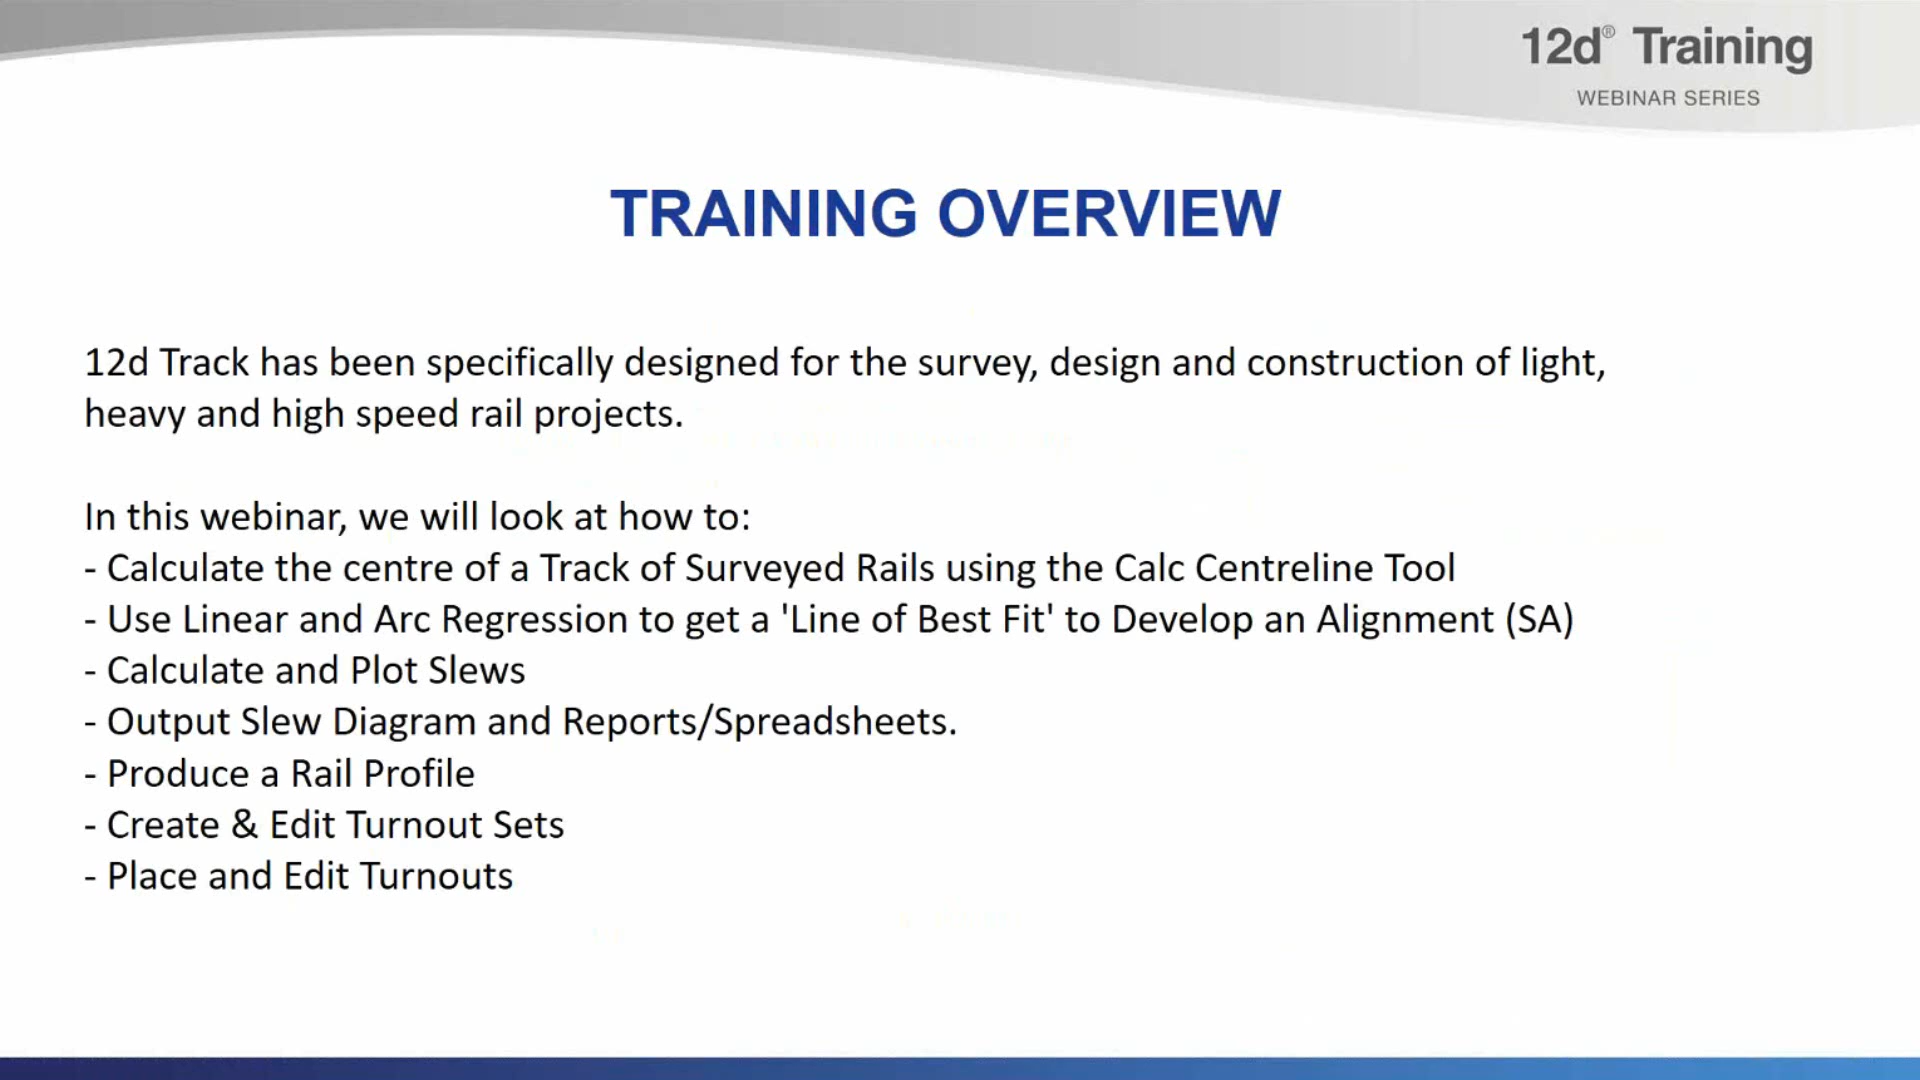 12d® Training
WEBINAR SERIES
TRAINING OVERVIEW
12d Track has been specifically designed for the survey, design and construction of light,
heavy and high speed rail projects.
In this webinar, we will look at how to:
- Calculate the centre of a Track of Surveyed Rails using the Calc Centreline Tool
- Use Linear and Arc Regression to get a 'Line of Best Fit' to Develop an Alignment (SA)
- Calculate and Plot Slews
- Output Slew Diagram and Reports/Spreadsheets.
- Produce a Rail Profile
- Create & Edit Turnout Sets
- Place and Edit Turnouts